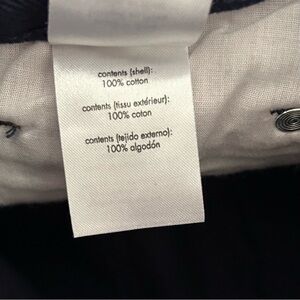 contents (shell):
100% cotton
contents (tissu extérieur):
100% coton
contents (tejido externo):
100% algodón